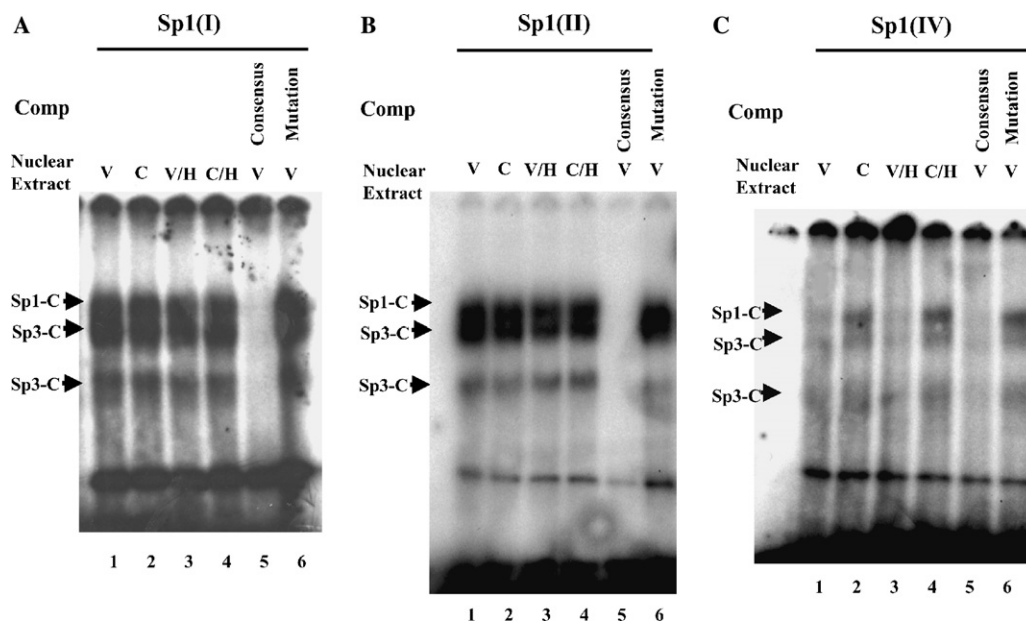 A
Sp1(I)
Comp
Consensus
Mutation
Nuclear
Extract
V
C
V/H
C/H
V
V
Sp1-C
Sp3-C
Sp3-C
1
2
3
4
5
6
B
Sp1(II)
Comp
Consensus
Mutation
Nuclear
Extract
V
C
V/H
C/H
V
V
Sp1-C
Sp3-C
Sp3-C
1
2
3
4
5
6
C
Sp1(IV)
Comp
Consensus
Mutation
Nuclear
Extract
V
C
V/H
C/H
V
V
Sp1-C
Sp3-C
Sp3-C
1
2
3
4
5
6